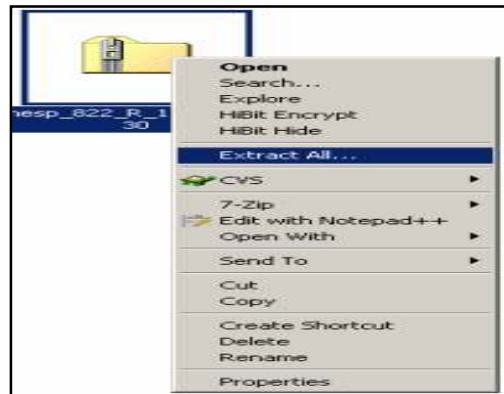 nesp_822_R_1
30
Open
Search...
Explore
HiBit Encrypt
HiBit Hide
Extract All...
CVS
7-Zip
Edit with Notepad++
Open With
Send To
Cut
Copy
Create Shortcut
Delete
Rename
Properties